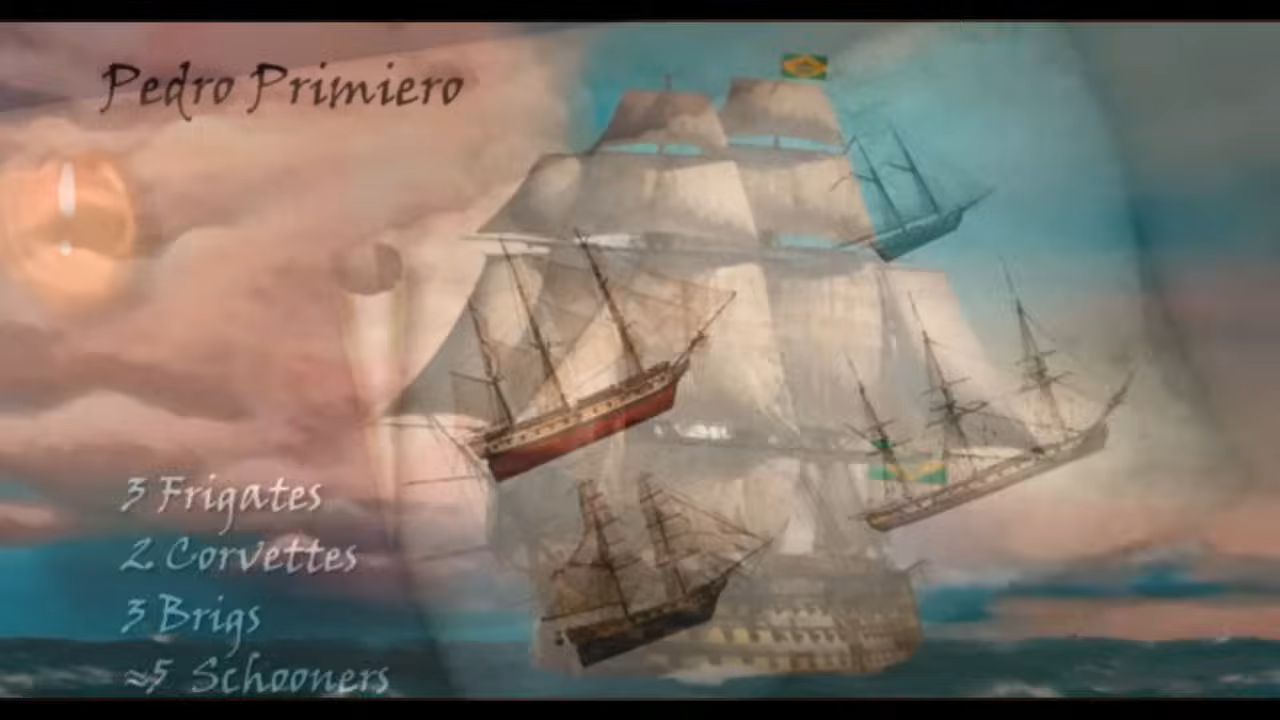 Pedro Primiero
3 Frigates
2 Corvettes
3 Brigs
≈5 Schooners